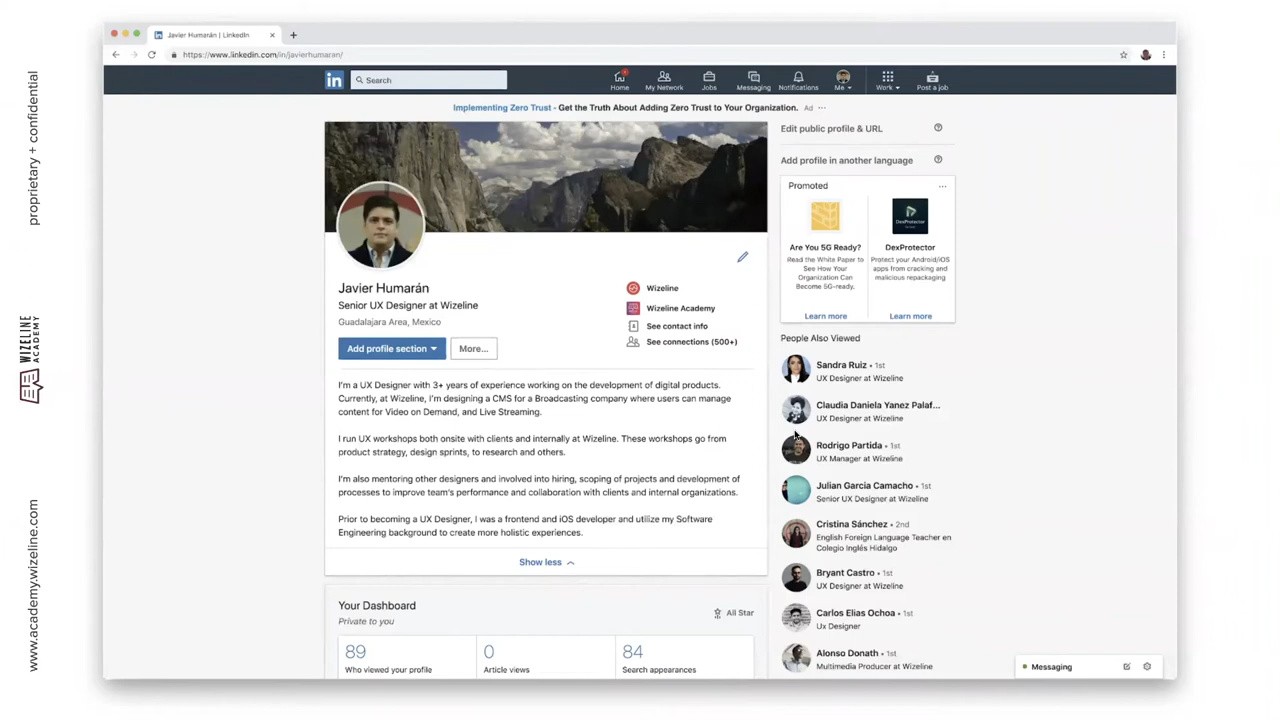 proprietary + confidential
WIZELINE
ACADEMY
www.academy.wizeline.com
Javier Humarán | LinkedIn
https://www.linkedin.com/in/javierhumaran/
in
Search
Home
My Network
Jobs
Messaging
Notifications
Me
Work
Post a job
Implementing Zero Trust - Get the Truth About Adding Zero Trust to Your Organization. Ad ...
Javier Humarán
Senior UX Designer at Wizeline
Guadalajara Area, Mexico
Add profile section
More...
Wizeline
Wizeline Academy
See contact info
See connections (500+)
I'm a UX Designer with 3+ years of experience working on the development of digital products.
Currently, at Wizeline, I'm designing a CMS for a Broadcasting company where users can manage
content for Video on Demand, and Live Streaming.
I run UX workshops both onsite with clients and internally at Wizeline. These workshops go from
product strategy, design sprints, to research and others.
I'm also mentoring other designers and involved into hiring, scoping of projects and development of
processes to improve team's performance and collaboration with clients and internal organizations.
Prior to becoming a UX Designer, I was a frontend and iOS developer and utilize my Software
Engineering background to create more holistic experiences.
Show less
Your Dashboard
Private to you
All Star
89
Who viewed your profile
0
Article views
84
Search appearances
Edit public profile & URL
Add profile in another language
Promoted
...
Are You 5G Ready?
Read the White Paper to
See How Your
Organization Can
Become 5G-ready.
Learn more
DexProtector
DexProtector
Protect your Android/iOS
apps from cracking and
malicious repackaging
Learn more
People Also Viewed
Sandra Ruiz • 1st
UX Designer at Wizeline
Claudia Daniela Yanez Palaf...
UX Designer at Wizeline
Rodrigo Partida • 1st
UX Manager at Wizeline
Julian García Camacho • 1st
Senior UX Designer at Wizeline
Cristina Sánchez • 2nd
English Foreign Language Teacher en
Colegio Inglés Hidalgo
Bryant Castro • 1st
UX Designer at Wizeline
Carlos Elias Ochoa • 1st
Ux Designer
Alonso Donath • 1st
Multimedia Producer at Wizeline
Messaging